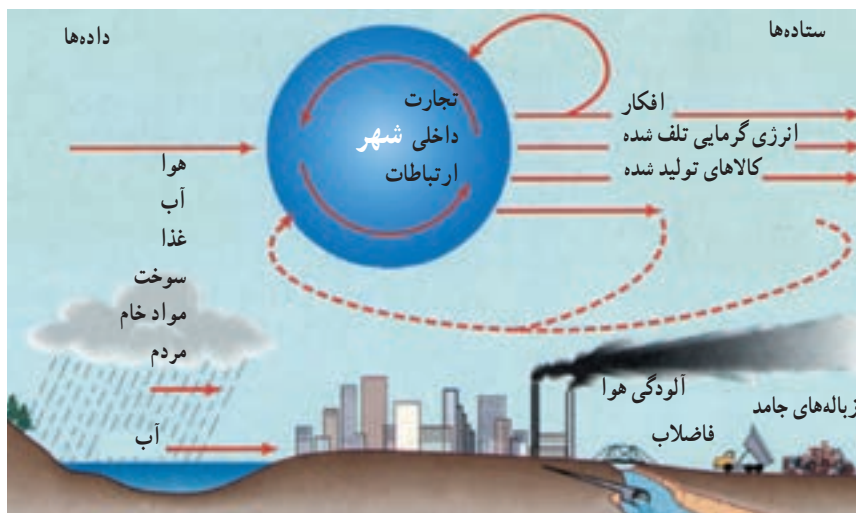 ستاده‌ها
داده‌ها
افکار
انرژی گرمایی تلف شده
کالاهای تولید شده
تجارت
داخلی شهر
ارتباطات
هوا
آب
غذا
سوخت
مواد خام
مردم
آب
آلودگی هوا
زباله‌های جامد
فاضلاب